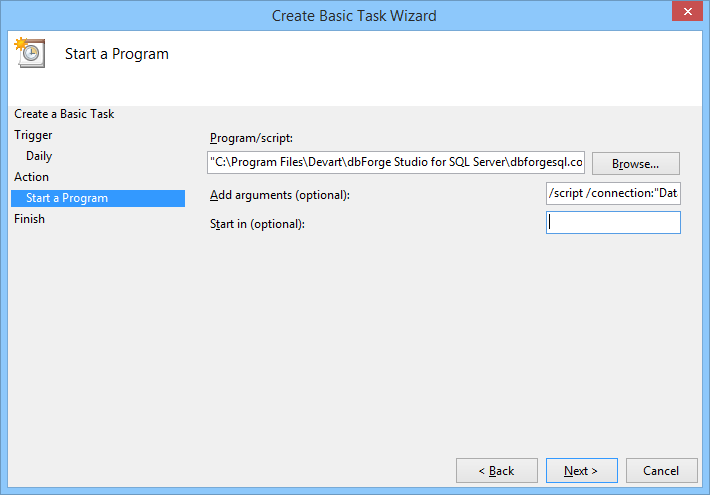 Create Basic Task Wizard
Start a Program
Create a Basic Task
Trigger
Daily
Action
Start a Program
Finish
Program/script:
"C:\Program Files\Devart\dbForge Studio for SQL Server\dbforgesql.co
Browse...
Add arguments (optional):
/script /connection:"Dat
Start in (optional):
< Back
Next >
Cancel